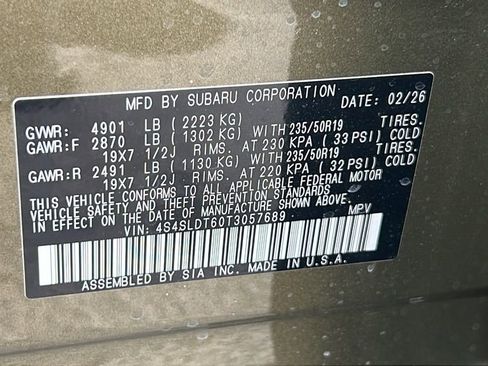 MFD BY SUBARU CORPORATION DATE: 02/26
GVWR: 4901 LB (2223 KG)
GAWR:F 2870 LB (1302 KG) WITH 235/50R19 TIRES.
19X7 1/2J RIMS. AT 230 KPA (33 PSI) COLD
GAWR:R 2491 LB (1130 KG) WITH 235/50R19 TIRES.
19X7 1/2J RIMS. AT 220 KPA (32 PSI) COLD
THIS VEHICLE CONFORMS TO ALL APPLICABLE FEDERAL MOTOR
VEHICLE SAFETY AND THEFT PREVENTION STANDARDS
IN EFFECT ON THE DATE OF MANUFACTURE SHOWN ABOVE.
VIN: 4S4SLDT60T3057689 MPV
ASSEMBLED BY SIA INC. MADE IN U.S.A.